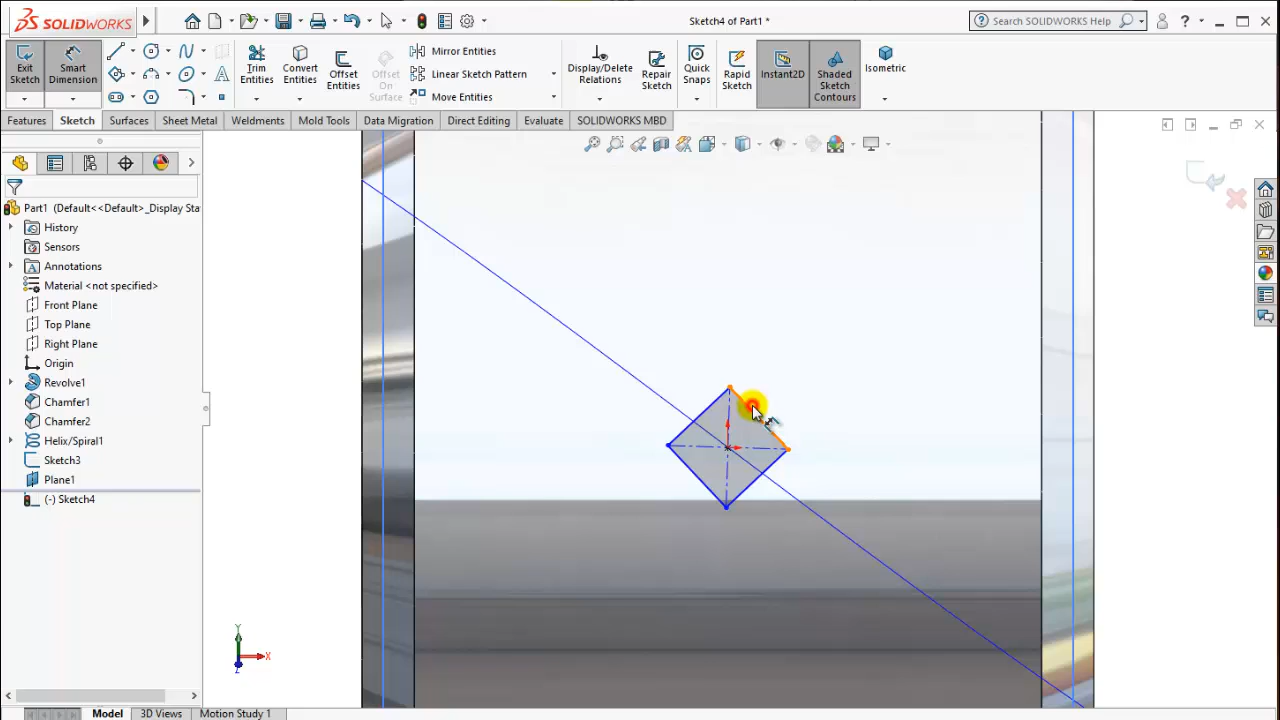 SOLIDWORKS
Sketch4 of Part1 *
Search SOLIDWORKS Help
?
Exit Sketch
Smart Dimension
Trim Entities
Convert Entities
Offset Entities
Offset On Surface
Mirror Entities
Linear Sketch Pattern
Move Entities
Display/Delete Relations
Repair Sketch
Quick Snaps
Rapid Sketch
Instant2D
Shaded Sketch Contours
Isometric
Features Sketch Surfaces Sheet Metal Weldments Mold Tools Data Migration Direct Editing Evaluate SOLIDWORKS MBD
Part1 (Default<<Default>_Display Sta
History
Sensors
Annotations
Material <not specified>
Front Plane
Top Plane
Right Plane
Origin
Revolve1
Chamfer1
Chamfer2
Helix/Spiral1
Sketch3
Plane1
(-) Sketch4
Y
X
Z
Model 3D Views Motion Study 1